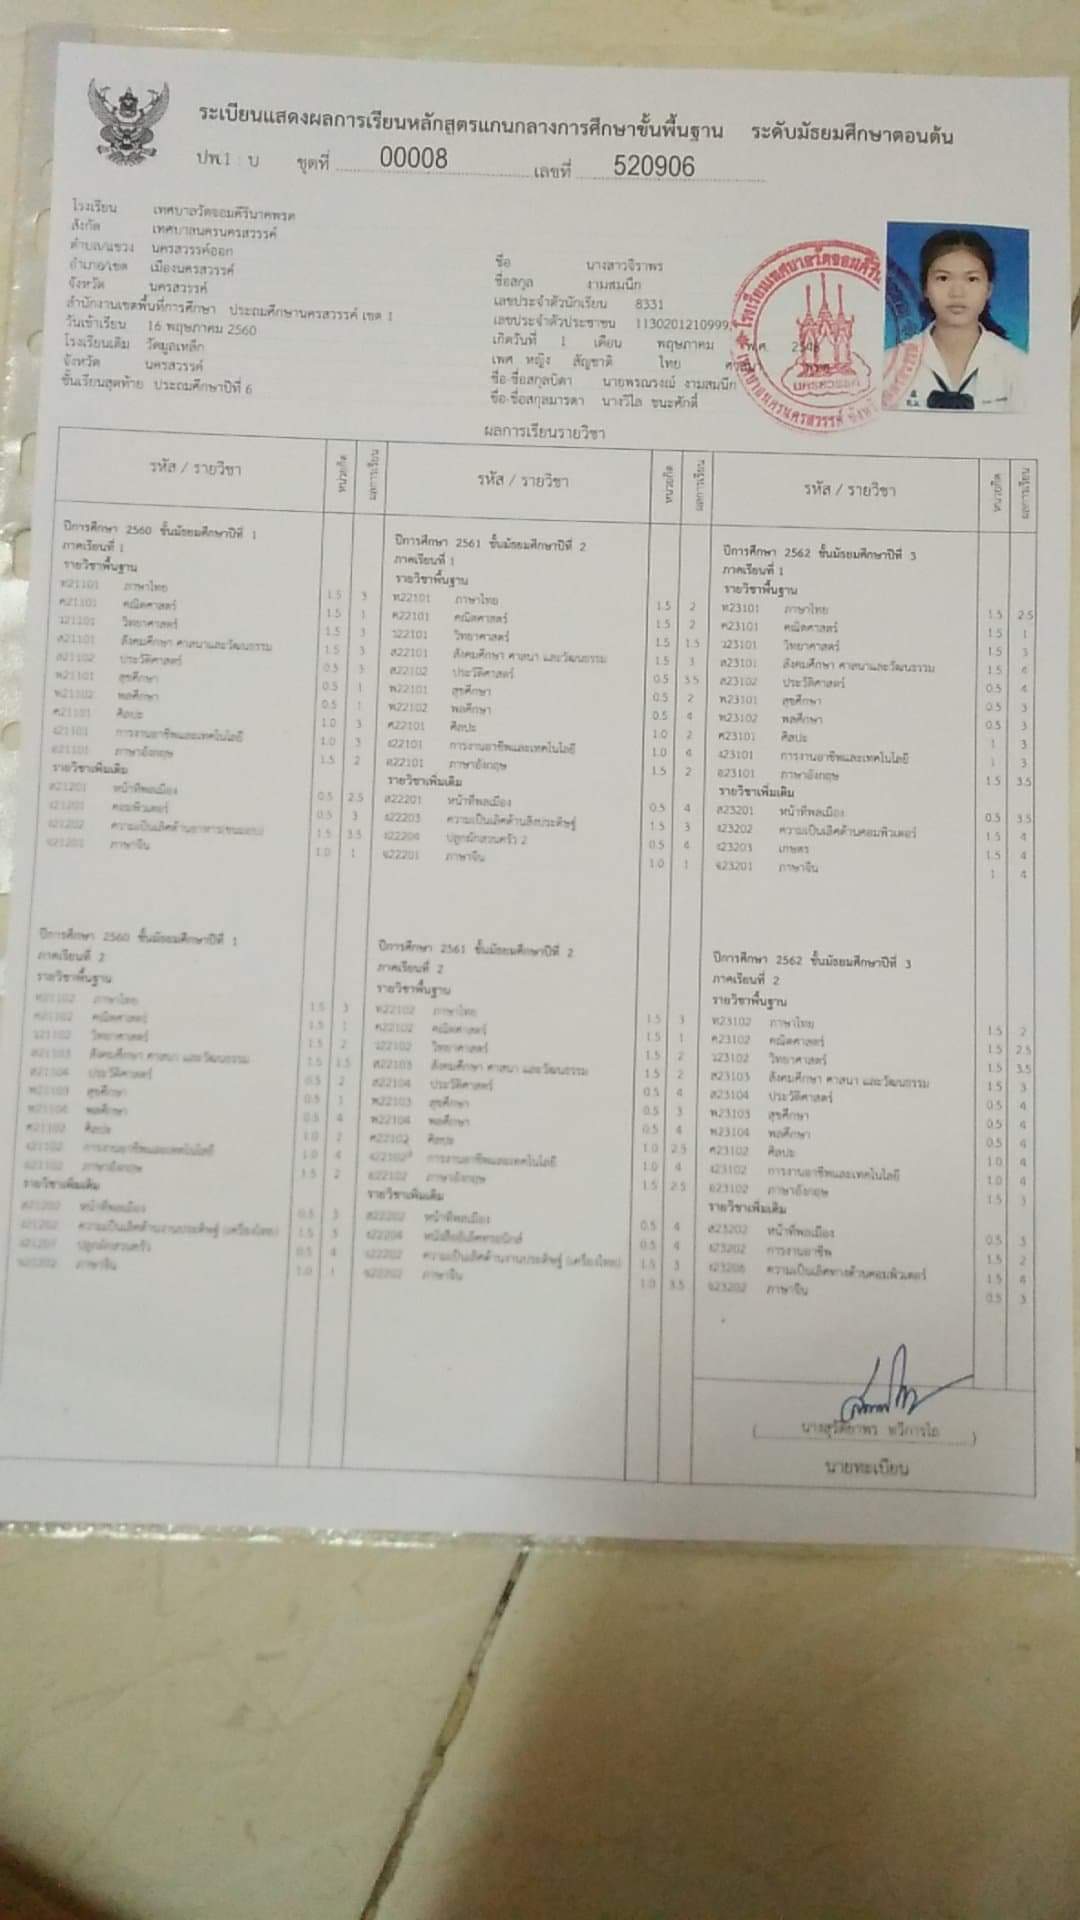 ระเบียนแสดงผลการเรียนหลักสูตรแกนกลางการศึกษาขั้นพื้นฐาน ระดับมัธยมศึกษาตอนต้น
ปพ.1 : บ ชุดที่ 00008 เลขที่ 520906
โรงเรียน เทศบาลวัดจอมคีรีนาคพรต
สังกัด เทศบาลนครนครสวรรค์
ตำบล/แขวง นครสวรรค์ออก
อำเภอ/เขต เมืองนครสวรรค์
จังหวัด นครสวรรค์
สำนักงานเขตพื้นที่การศึกษา ประถมศึกษานครสวรรค์ เขต 1
วันเข้าเรียน 16 พฤษภาคม 2560
โรงเรียนเดิม วัดมูลเหล็ก
จังหวัด นครสวรรค์
ชั้นเรียนสุดท้าย ประถมศึกษาปีที่ 6
ชื่อ นางสาวจิราพร
ชื่อสกุล งามสมนึก
เลขประจำตัวนักเรียน 8331
เลขประจำตัวประชาชน 1130201210999
เกิดวันที่ 1 เดือน พฤษภาคม พ.ศ.
เพศ หญิง สัญชาติ ไทย
ชื่อ-ชื่อสกุลบิดา นายพรณรงณ์ งามสมนึก
ชื่อ-ชื่อสกุลมารดา นางวิไล ชนะศักดิ์
นครสวรรค์
ผลการเรียนรายวิชา
รหัส / รายวิชา หน่วยกิต ผลการเรียน รหัส / รายวิชา หน่วยกิต ผลการเรียน รหัส / รายวิชา หน่วยกิต ผลการเรียน
ปีการศึกษา 2560 ชั้นมัธยมศึกษาปีที่ 1
ภาคเรียนที่ 1
รายวิชาพื้นฐาน
ท21101 ภาษาไทย 1.5 3
ค21101 คณิตศาสตร์ 1.5 1
ว21101 วิทยาศาสตร์ 1.5 3
ส21101 สังคมศึกษา ศาสนาและวัฒนธรรม 1.5 3
ส21102 ประวัติศาสตร์ 0.5 3
พ21101 สุขศึกษา 0.5 1
พ21102 พลศึกษา 0.5 1
ศ21101 ศิลปะ 1.0 3
ง21101 การงานอาชีพและเทคโนโลยี 1.0 3
อ21101 ภาษาอังกฤษ 1.5 2
รายวิชาเพิ่มเติม
ส21201 หน้าที่พลเมือง 0.5 2.5
ง21201 คอมพิวเตอร์ 0.5 3
ง21202 ความเป็นเลิศด้านอาหาร(ขนมอบ) 1.5 3.5
จ21201 ภาษาจีน 1.0 1
ปีการศึกษา 2560 ชั้นมัธยมศึกษาปีที่ 1
ภาคเรียนที่ 2
รายวิชาพื้นฐาน
ท21102 ภาษาไทย 1.5 3
ค21102 คณิตศาสตร์ 1.5 1
ว21102 วิทยาศาสตร์ 1.5 2
ส21103 สังคมศึกษา ศาสนา และวัฒนธรรม 1.5 1.5
ส21104 ประวัติศาสตร์ 0.5 2
พ21103 สุขศึกษา 0.5 1
พ21104 พลศึกษา 0.5 4
ศ21102 ศิลปะ 1.0 2
ง21102 การงานอาชีพและเทคโนโลยี 1.0 4
อ21102 ภาษาอังกฤษ 1.5 2
รายวิชาเพิ่มเติม
ส21202 หน้าที่พลเมือง 0.5 3
ง21202 ความเป็นเลิศด้านงานประดิษฐ์ (เครื่องไทย) 1.5 3
ปลูกผักสวนครัว 0.5 4
จ21202 ภาษาจีน 1.0 1
ปีการศึกษา 2561 ชั้นมัธยมศึกษาปีที่ 2
ภาคเรียนที่ 1
รายวิชาพื้นฐาน
ท22101 ภาษาไทย 1.5 2
ค22101 คณิตศาสตร์ 1.5 2
ว22101 วิทยาศาสตร์ 1.5 1.5
ส22101 สังคมศึกษา ศาสนา และวัฒนธรรม 1.5 3
ส22102 ประวัติศาสตร์ 0.5 3.5
พ22101 สุขศึกษา 0.5 2
พ22102 พลศึกษา 0.5 4
ศ22101 ศิลปะ 1.0 2
ง22101 การงานอาชีพและเทคโนโลยี 1.0 4
อ22101 ภาษาอังกฤษ 1.5 2
รายวิชาเพิ่มเติม
ส22201 หน้าที่พลเมือง 0.5 4
ง22203 ความเป็นเลิศด้านสิ่งประดิษฐ์ 1.5 3
ง22204 ปลูกผักสวนครัว 2 0.5 4
จ22201 ภาษาจีน 1.0 1
ปีการศึกษา 2561 ชั้นมัธยมศึกษาปีที่ 2
ภาคเรียนที่ 2
รายวิชาพื้นฐาน
ท22102 ภาษาไทย 1.5 3
ค22102 คณิตศาสตร์ 1.5 1
ว22102 วิทยาศาสตร์ 1.5 2
ส22103 สังคมศึกษา ศาสนา และวัฒนธรรม 1.5 2
ส22104 ประวัติศาสตร์ 0.5 4
พ22103 สุขศึกษา 0.5 3
พ22104 พลศึกษา 0.5 4
ศ22102 ศิลปะ 1.0 2.5
ง22102 การงานอาชีพและเทคโนโลยี 1.0 4
อ22102 ภาษาอังกฤษ 1.5 2.5
รายวิชาเพิ่มเติม
ส22202 หน้าที่พลเมือง 0.5 4
ง22204 หนังสืออิเล็กทรอนิกส์ 0.5 4
ง22202 ความเป็นเลิศด้านงานประดิษฐ์ (เครื่องไทย) 1.5 3
จ22202 ภาษาจีน 1.0 3.5
ปีการศึกษา 2562 ชั้นมัธยมศึกษาปีที่ 3
ภาคเรียนที่ 1
รายวิชาพื้นฐาน
ท23101 ภาษาไทย 1.5 2.5
ค23101 คณิตศาสตร์ 1.5 1
ว23101 วิทยาศาสตร์ 1.5 3
ส23101 สังคมศึกษา ศาสนาและวัฒนธรรม 1.5 4
ส23102 ประวัติศาสตร์ 0.5 4
พ23101 สุขศึกษา 0.5 3
พ23102 พลศึกษา 0.5 3
ศ23101 ศิลปะ 1 3
ง23101 การงานอาชีพและเทคโนโลยี 1 3
อ23101 ภาษาอังกฤษ 1.5 3.5
รายวิชาเพิ่มเติม
ส23201 หน้าที่พลเมือง 0.5 3.5
ง23202 ความเป็นเลิศด้านคอมพิวเตอร์ 1.5 4
ง23203 เกษตร 1.5 4
จ23201 ภาษาจีน 1 4
ปีการศึกษา 2562 ชั้นมัธยมศึกษาปีที่ 3
ภาคเรียนที่ 2
รายวิชาพื้นฐาน
ท23102 ภาษาไทย 1.5 2
ค23102 คณิตศาสตร์ 1.5 2.5
ว23102 วิทยาศาสตร์ 1.5 3.5
ส23103 สังคมศึกษา ศาสนา และวัฒนธรรม 1.5 3
ส23104 ประวัติศาสตร์ 0.5 4
พ23103 สุขศึกษา 0.5 4
พ23104 พลศึกษา 0.5 4
ศ23102 ศิลปะ 1.0 4
ง23102 การงานอาชีพและเทคโนโลยี 1.0 4
อ23102 ภาษาอังกฤษ 1.5 3
รายวิชาเพิ่มเติม
ส23202 หน้าที่พลเมือง 0.5 3
ง23202 การงานอาชีพ 1.5 2
ง23206 ความเป็นเลิศทางด้านคอมพิวเตอร์ 1.5 4
จ23202 ภาษาจีน 0.5 3
นายทะเบียน